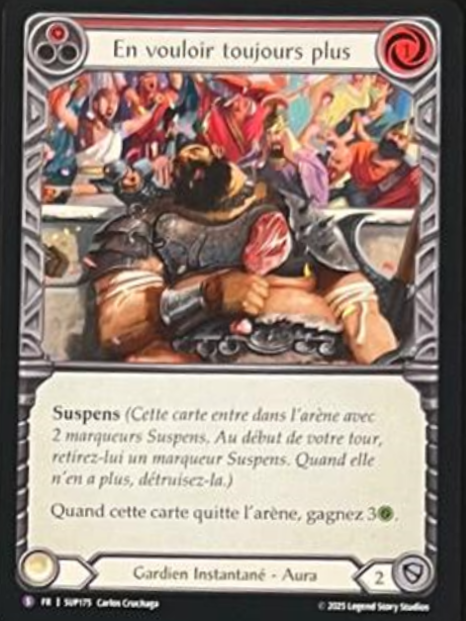 En vouloir toujours plus
1
Suspens (Cette carte entre dans l'arène avec
2 marqueurs Suspens. Au début de votre tour,
retirez-lui un marqueur Suspens. Quand elle
n'en a plus, détruisez-la.)
Quand cette carte quitte l'arène, gagnez 3.
Gardien Instantané - Aura
2
S FR | SUP175 Carlos Cruchaga
© 2025 Legend Story Studios